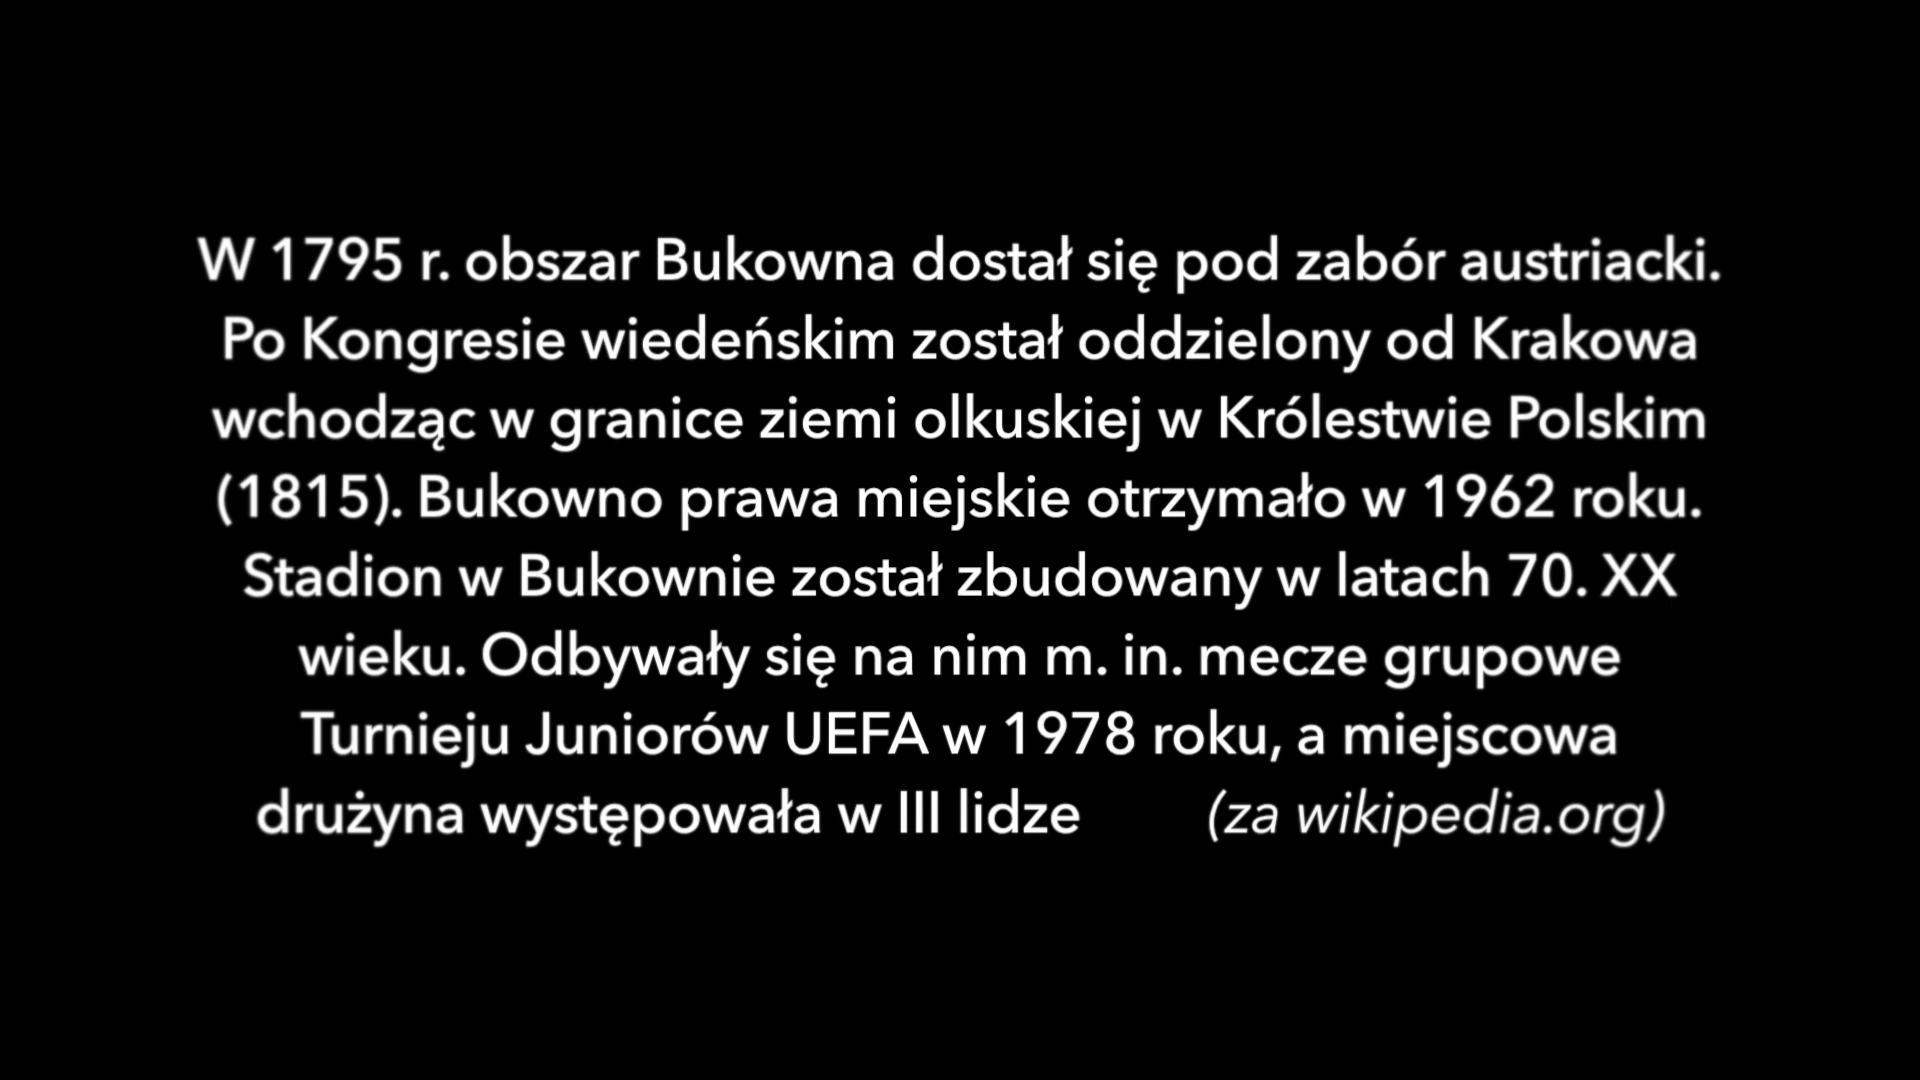 W 1795 r. obszar Bukowna dostał się pod zabór austriacki.
Po Kongresie wiedeńskim został oddzielony od Krakowa
wchodząc w granice ziemi olkuskiej w Królestwie Polskim
(1815). Bukowno prawa miejskie otrzymało w 1962 roku.
Stadion w Bukownie został zbudowany w latach 70. XX
wieku. Odbywały się na nim m. in. mecze grupowe
Turnieju Juniorów UEFA w 1978 roku, a miejscowa
drużyna występowała w III lidze (za wikipedia.org)